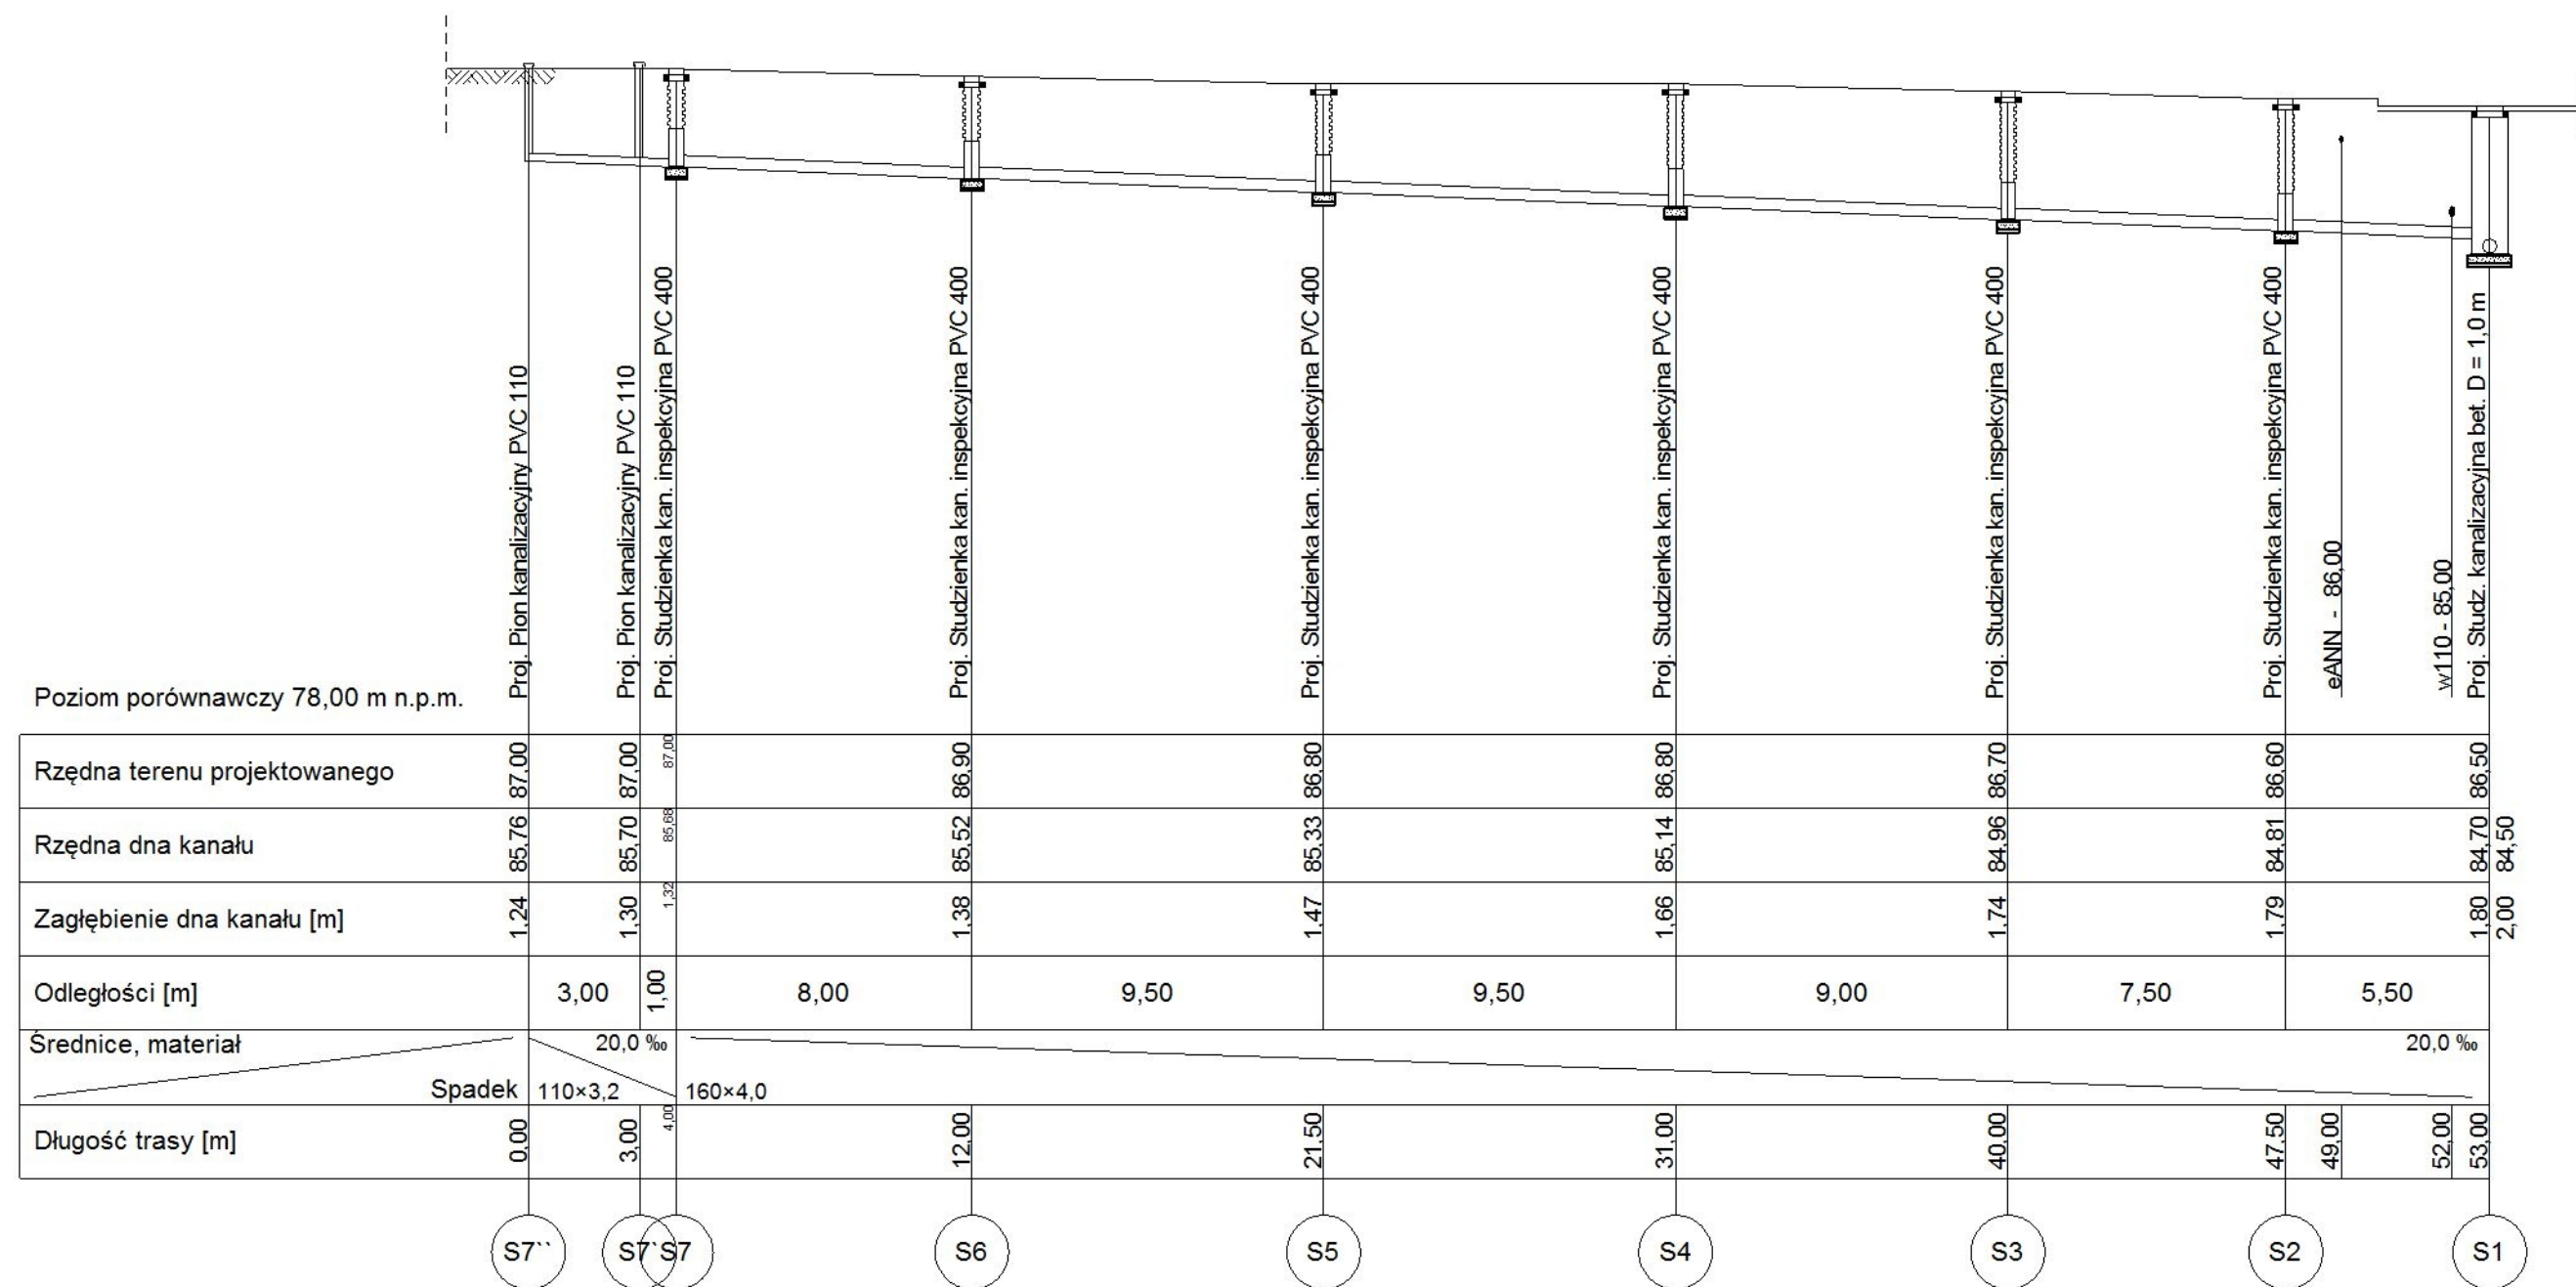 Proj. Pion kanalizacyjny PVC 110
Proj. Pion kanalizacyjny PVC 110
Proj. Studzienka kan. inspekcyjna PVC 400
Proj. Studzienka kan. inspekcyjna PVC 400
Proj. Studzienka kan. inspekcyjna PVC 400
Proj. Studzienka kan. inspekcyjna PVC 400
Proj. Studzienka kan. inspekcyjna PVC 400
Proj. Studzienka kan. inspekcyjna PVC 400
eANN - 86,00
w110 - 85,00
Proj. Studz. kanalizacyjna bet. D = 1,0 m
Poziom porównawczy 78,00 m n.p.m.
Rzędna terenu projektowanego 87,00 87,00 87,00 86,90 86,80 86,80 86,70 86,60 86,50
Rzędna dna kanału 85,76 85,70 85,68 85,52 85,33 85,14 84,96 84,81 84,70 84,50
Zagłębienie dna kanału [m] 1,24 1,30 1,32 1,38 1,47 1,66 1,74 1,79 1,80 2,00
Odległości [m] 3,00 1,00 8,00 9,50 9,50 9,00 7,50 5,50
Średnice, materiał 20,0 ‰ 20,0 ‰
Spadek 110×3,2 160×4,0
Długość trasy [m] 0,00 3,00 4,00 12,00 21,50 31,00 40,00 47,50 49,00 52,00 53,00
S7`` S7` S7 S6 S5 S4 S3 S2 S1